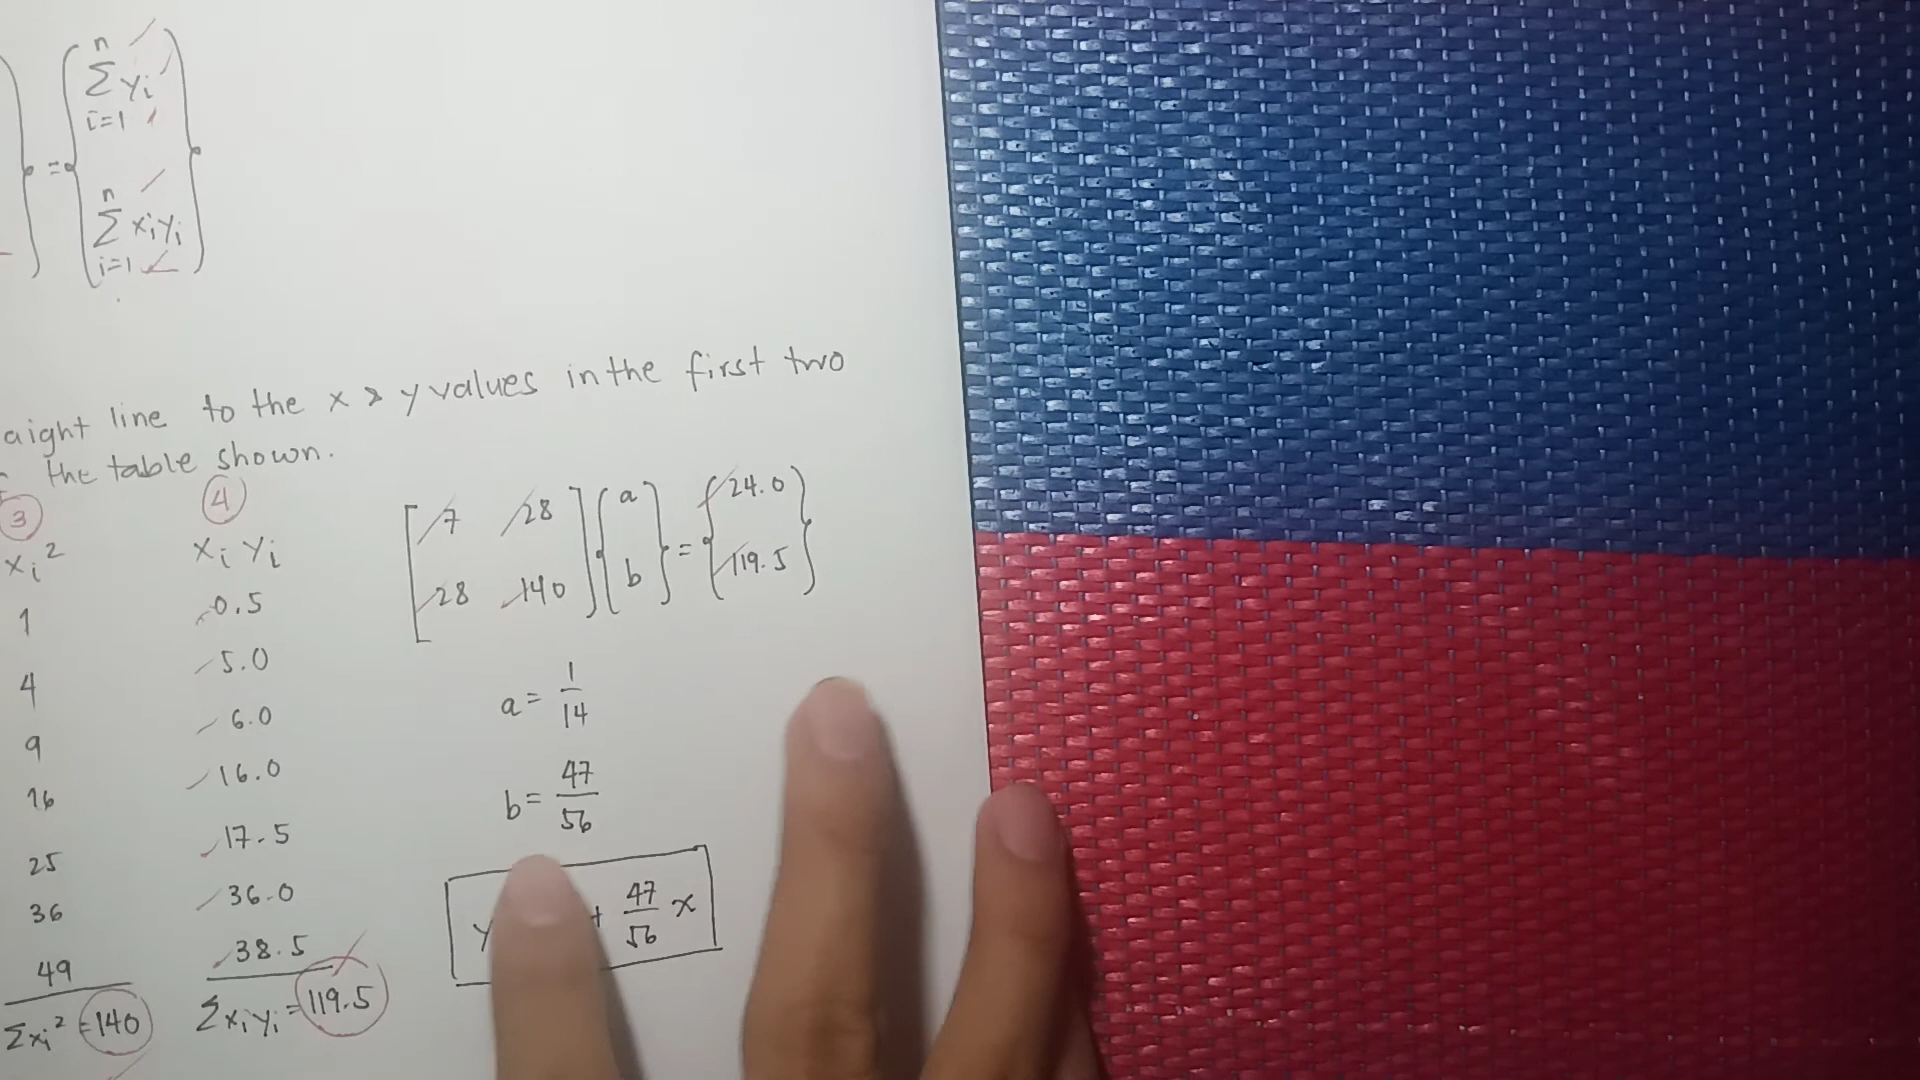 n
Σ yi
i=1
=
n
Σ xiyi
i=1
aight line to the x & y values in the first two
the table shown.
3 4
xi² xi yi
1 0.5
4 5.0
9 6.0
16 16.0
25 17.5
36 36.0
49 38.5
Σxi² = 140 Σxiyi = 119.5
7 28 a = 24.0
28 140 b 119.5
a = 1/14
b = 47/56
y + 47/56 x